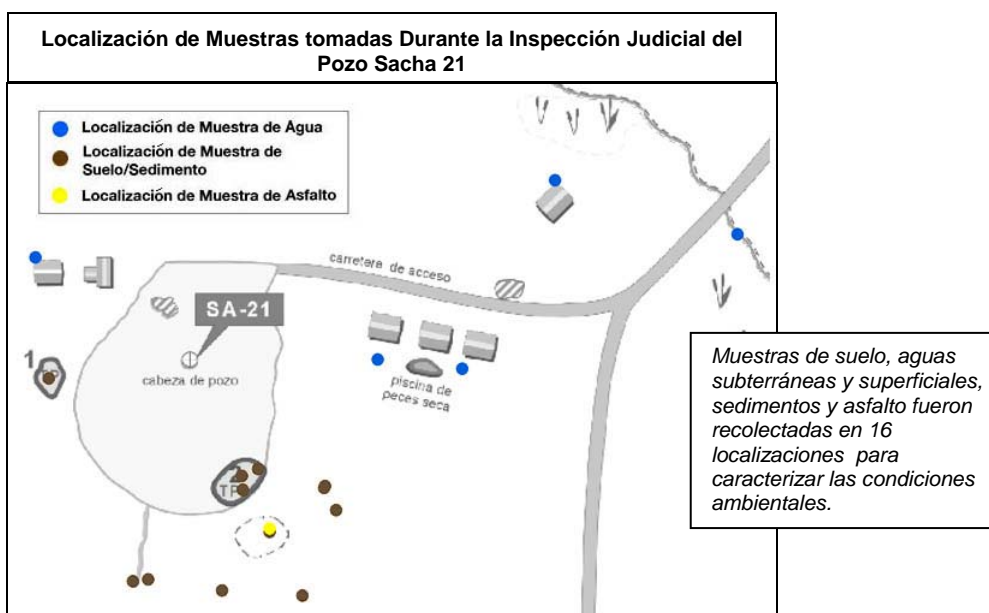 Localización de Muestras tomadas Durante la Inspección Judicial del
Pozo Sacha 21
Localización de Muestra de Água
Localización de Muestra de
Suelo/Sedimento
Localización de Muestra de Asfalto
carretera de acceso
SA-21
1
cabeza de pozo
piscina de
peces seca
Muestras de suelo, aguas
subterráneas y superficiales,
sedimentos y asfalto fueron
recolectadas en 16
localizaciones para
caracterizar las condiciones
ambientales.
2
TP